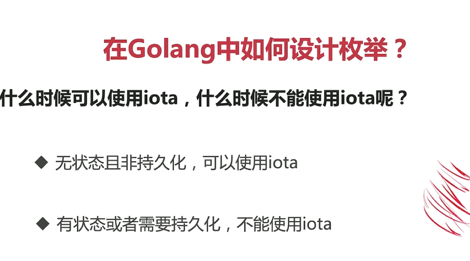 在Golang中如何设计枚举？
什么时候可以使用iota，什么时候不能使用iota呢？
◆ 无状态且非持久化，可以使用iota
◆ 有状态或者需要持久化，不能使用iota